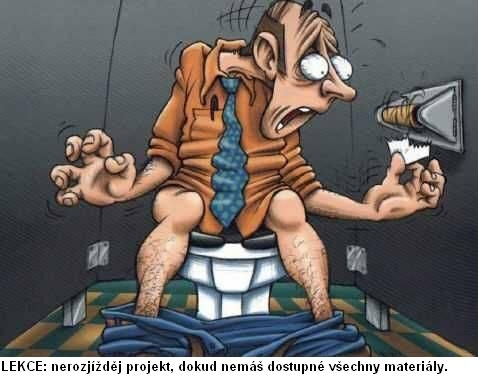 LEKCE: nerozjížděj projekt, dokud nemáš dostupné všechny materiály.